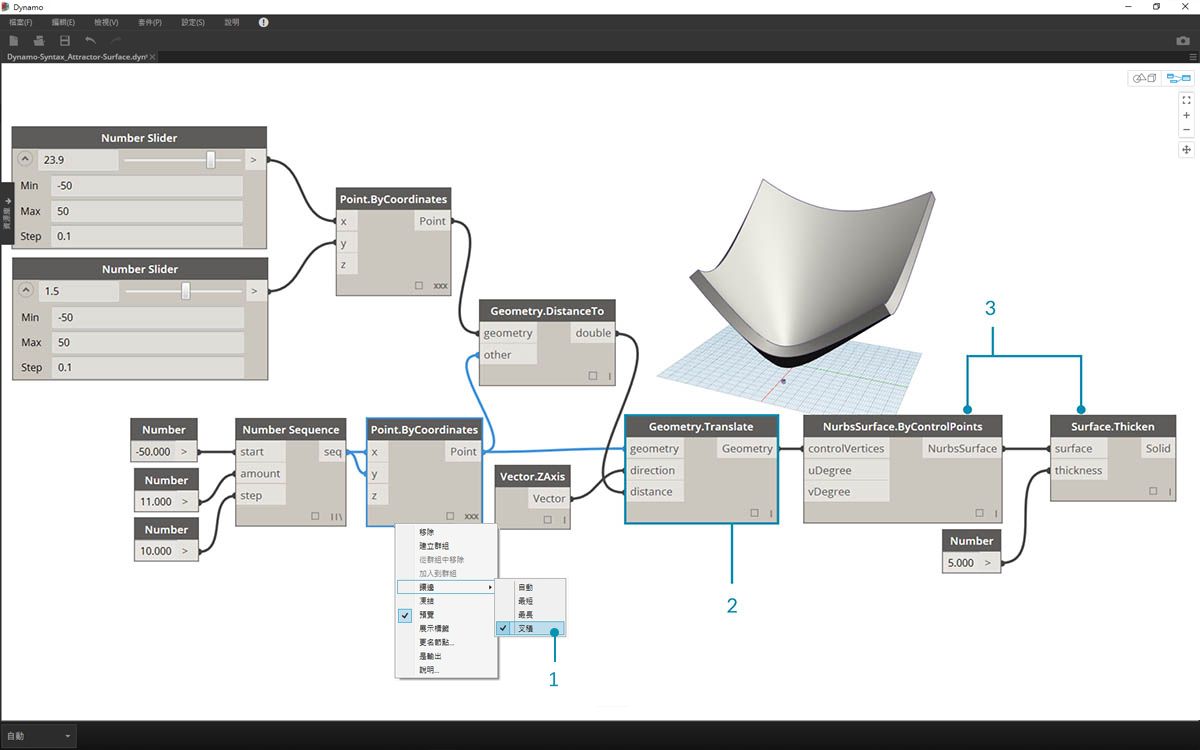 Dynamo
檔案(F) 編輯(E) 檢視(V) 套件(P) 設定(S) 說明
Dynamo-Syntax_Attractor-Surface.dyn*
Number Slider
23.9 >
Min -50
Max 50
Step 0.1
資源庫
Number Slider
1.5 >
Min -50
Max 50
Step 0.1
Point.ByCoordinates
x Point
y
z
xxx
Geometry.DistanceTo
geometry double
other
Number
-50.000 >
Number
11.000 >
Number
10.000 >
Number Sequence
start seq
amount
step
Point.ByCoordinates
x Point
y
z
xxx
Vector.ZAxis
Vector
Geometry.Translate
geometry Geometry
direction
distance
NurbsSurface.ByControlPoints
controlVertices NurbsSurface
uDegree
vDegree
Surface.Thicken
surface Solid
thickness
Number
5.000 >
移除
建立群組
從群組中移除
加入到群組
鑲邊
凍結
預覽
展示標籤
更名節點...
是輸出
說明...
自動
最短
最長
叉積
1
2
3
自動